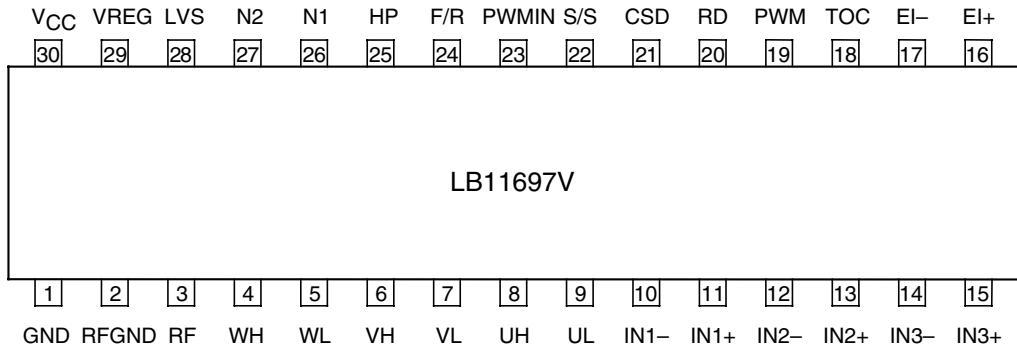 VCC VREG LVS N2 N1 HP F/R PWMIN S/S CSD RD PWM TOC EI– EI+
30 29 28 27 26 25 24 23 22 21 20 19 18 17 16
LB11697V
1 2 3 4 5 6 7 8 9 10 11 12 13 14 15
GND RFGND RF WH WL VH VL UH UL IN1– IN1+ IN2– IN2+ IN3– IN3+